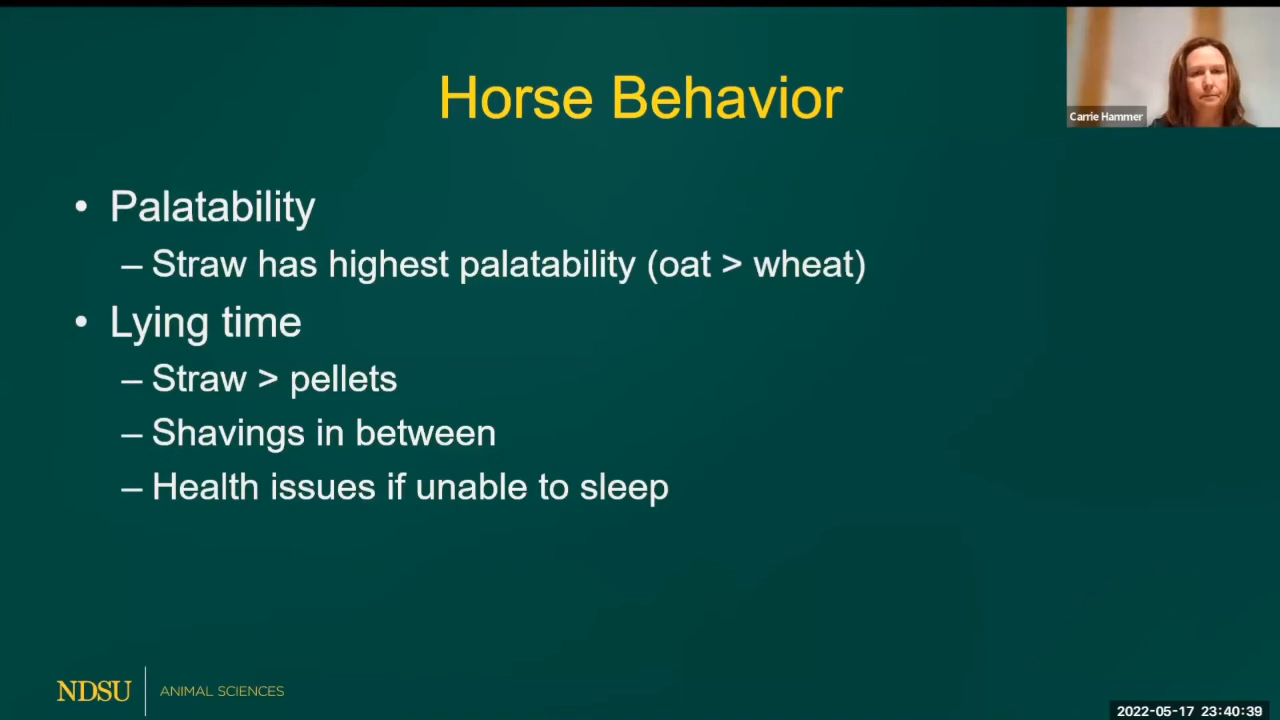 Horse Behavior
Carrie Hammer
• Palatability
– Straw has highest palatability (oat > wheat)
• Lying time
– Straw > pellets
– Shavings in between
– Health issues if unable to sleep
NDSU ANIMAL SCIENCES
2022-05-17 23:40:39